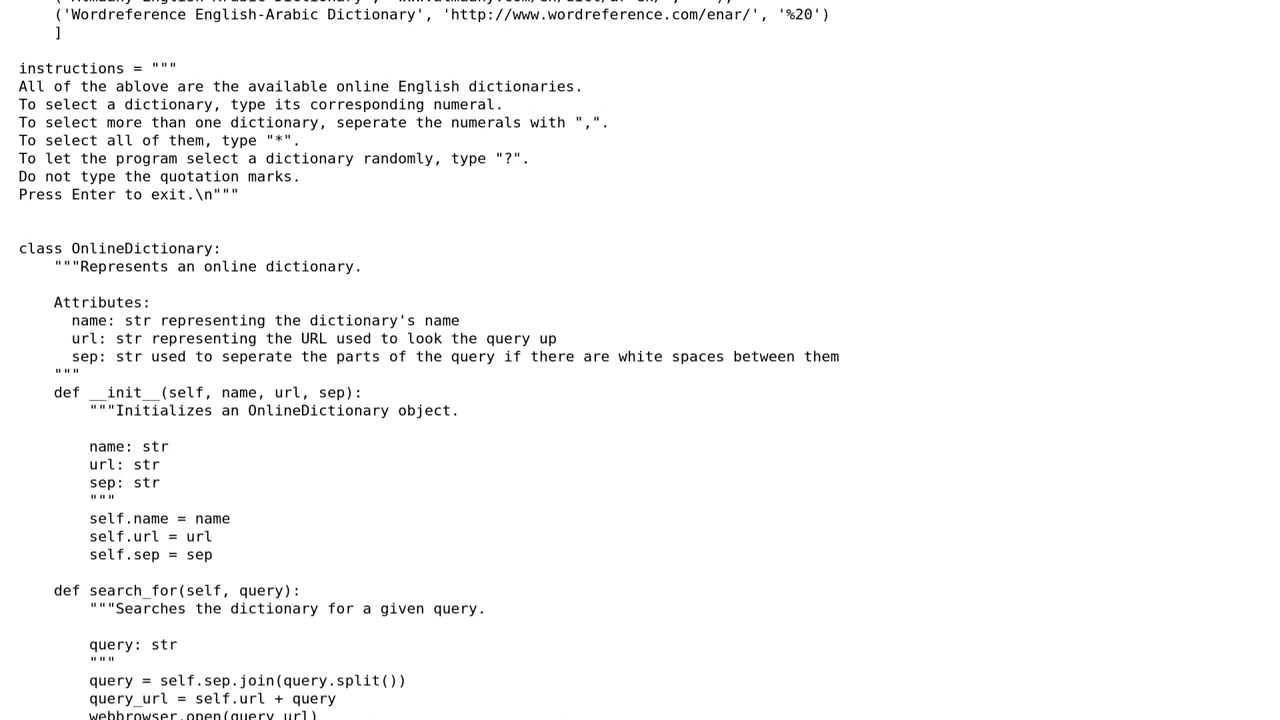 ('Wordreference English-Arabic Dictionary', 'http://www.wordreference.com/enar/', '%20')
]
instructions = """
All of the ablove are the available online English dictionaries.
To select a dictionary, type its corresponding numeral.
To select more than one dictionary, seperate the numerals with ",".
To select all of them, type "*".
To let the program select a dictionary randomly, type "?".
Do not type the quotation marks.
Press Enter to exit.\n"""
class OnlineDictionary:
"""Represents an online dictionary.
Attributes:
name: str representing the dictionary's name
url: str representing the URL used to look the query up
sep: str used to seperate the parts of the query if there are white spaces between them
"""
def __init__(self, name, url, sep):
"""Initializes an OnlineDictionary object.
name: str
url: str
sep: str
"""
self.name = name
self.url = url
self.sep = sep
def search_for(self, query):
"""Searches the dictionary for a given query.
query: str
"""
query = self.sep.join(query.split())
query_url = self.url + query
webbrowser.open(query_url)